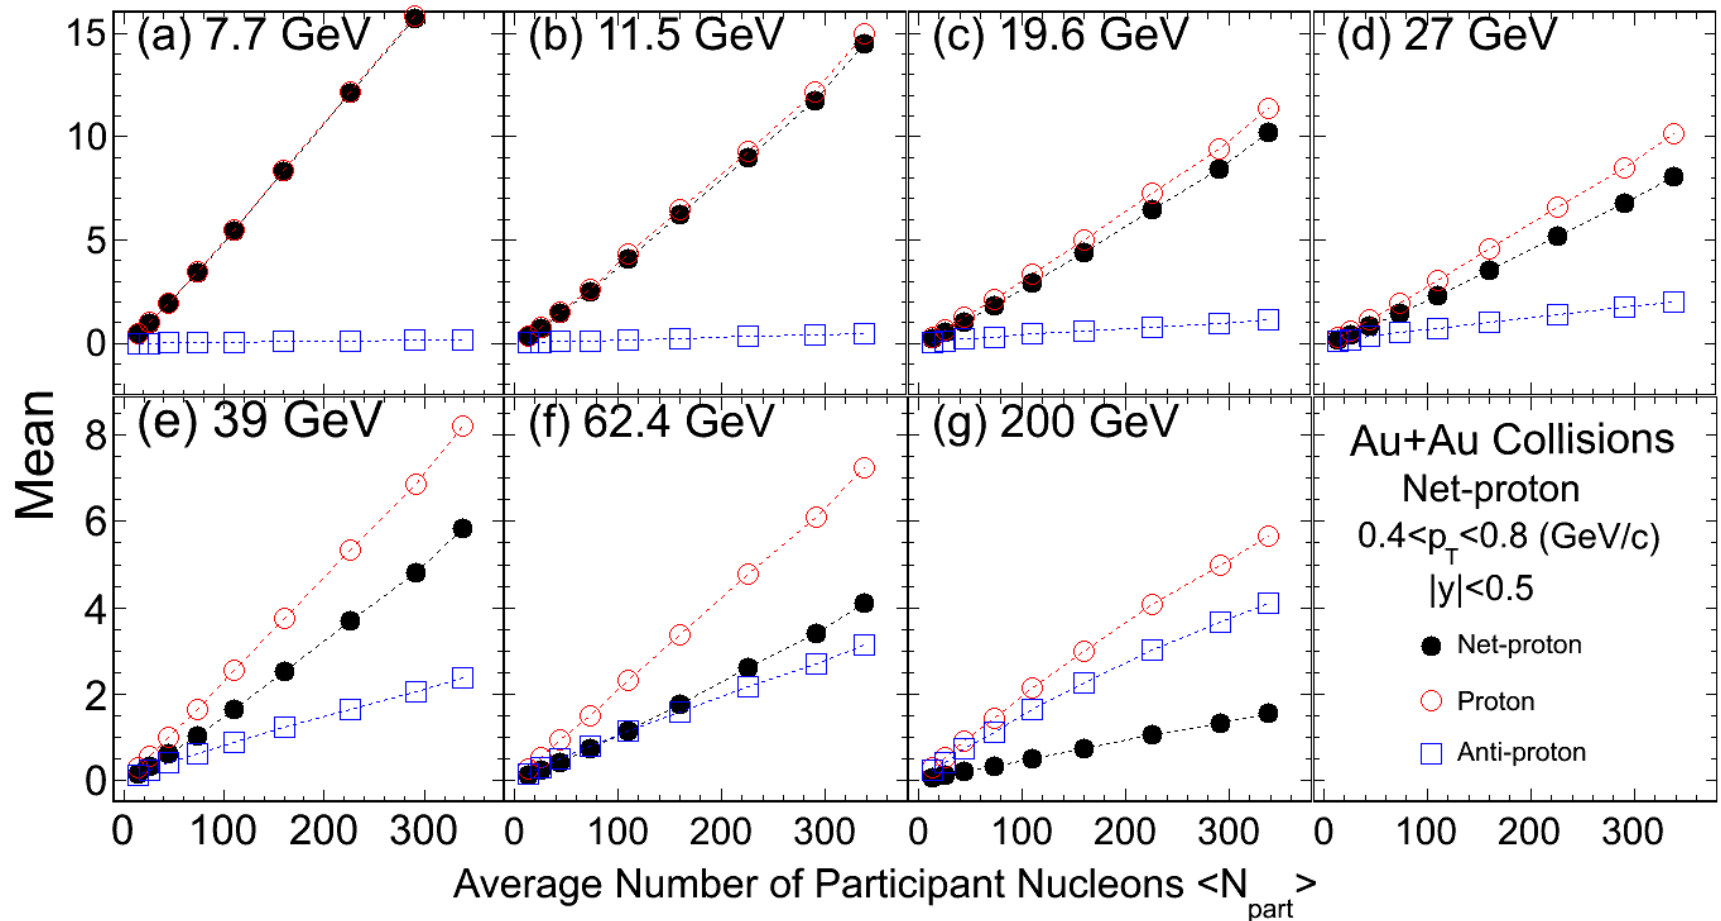 (a) 7.7 GeV
(b) 11.5 GeV
(c) 19.6 GeV
(d) 27 GeV
15
10
5
0
(e) 39 GeV
(f) 62.4 GeV
(g) 200 GeV
8
6
4
2
0
Mean
Au+Au Collisions
Net-proton
0.4<p_T<0.8 (GeV/c)
|y|<0.5
Net-proton
Proton
Anti-proton
0 100 200 300 0 100 200 300 0 100 200 300 0 100 200 300
Average Number of Participant Nucleons <N_part>